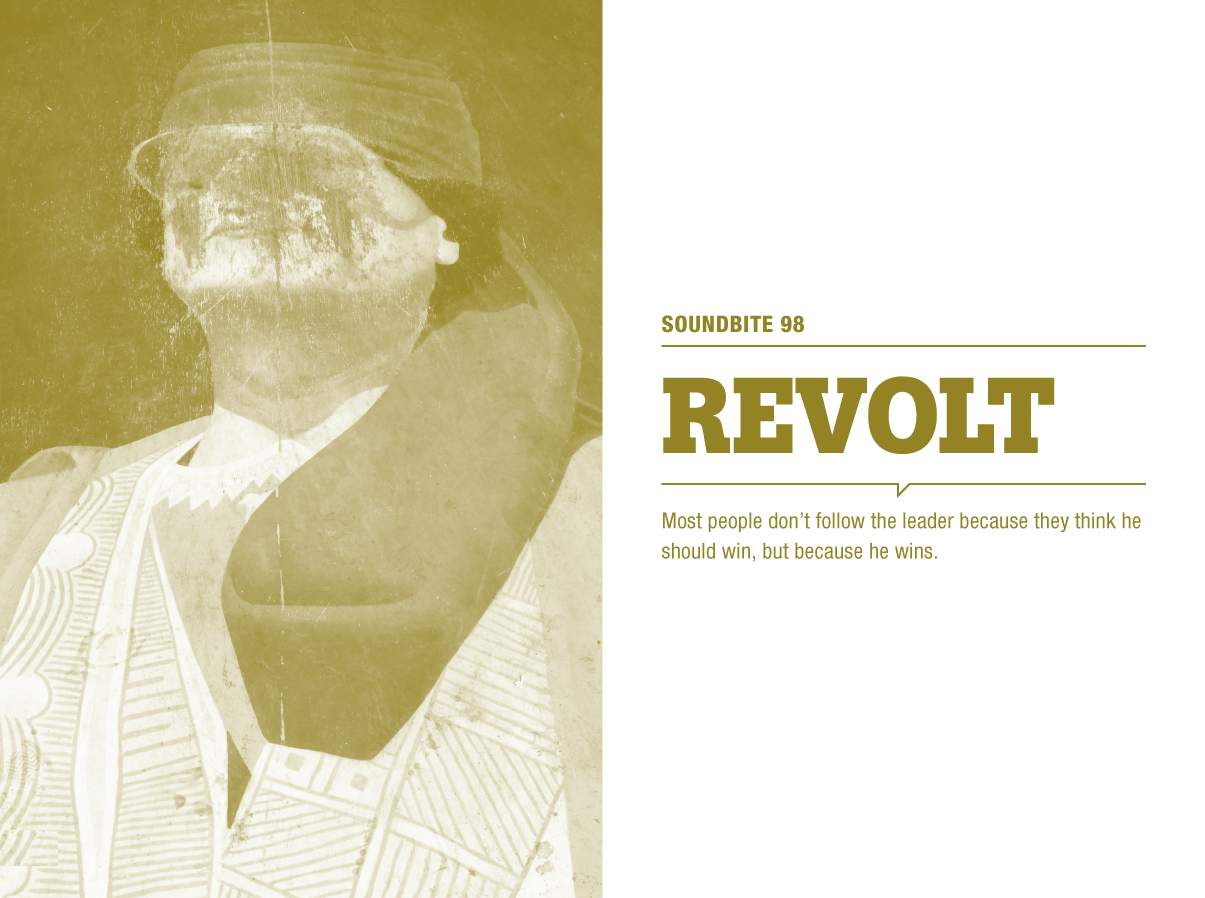 SOUNDBITE 98
REVOLT
Most people don’t follow the leader because they think he
should win, but because he wins.